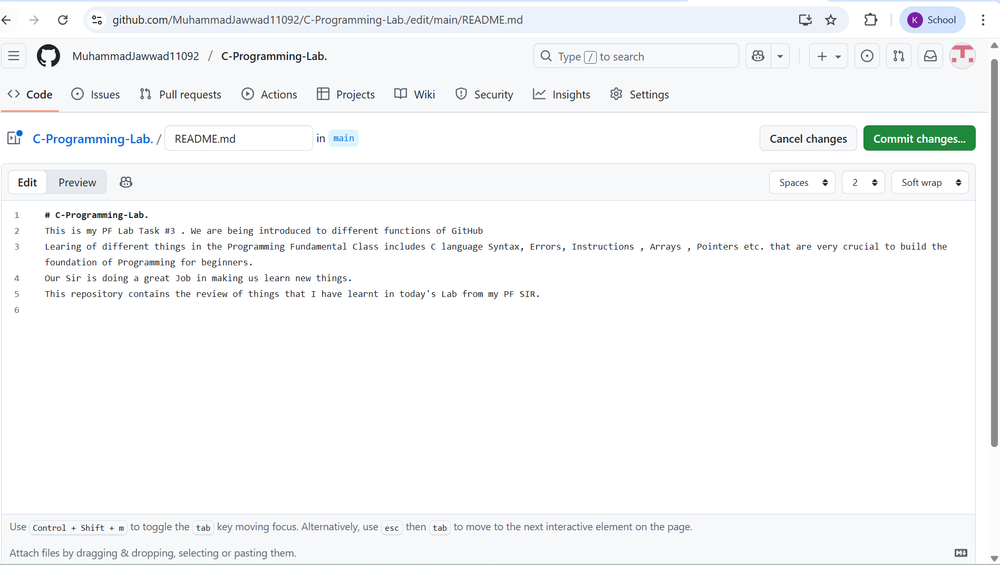 github.com/MuhammadJawwad11092/C-Programming-Lab./edit/main/README.md
K School
MuhammadJawwad11092 / C-Programming-Lab.
Type / to search
Code Issues Pull requests Actions Projects Wiki Security Insights Settings
C-Programming-Lab. / README.md in main
Cancel changes Commit changes...
Edit Preview
Spaces 2 Soft wrap
1 # C-Programming-Lab.
2 This is my PF Lab Task #3 . We are being introduced to different functions of GitHub
3 Learing of different things in the Programming Fundamental Class includes C language Syntax, Errors, Instructions , Arrays , Pointers etc. that are very crucial to build the
foundation of Programming for beginners.
4 Our Sir is doing a great Job in making us learn new things.
5 This repository contains the review of things that I have learnt in today's Lab from my PF SIR.
6
Use Control + Shift + m to toggle the tab key moving focus. Alternatively, use esc then tab to move to the next interactive element on the page.
Attach files by dragging & dropping, selecting or pasting them.